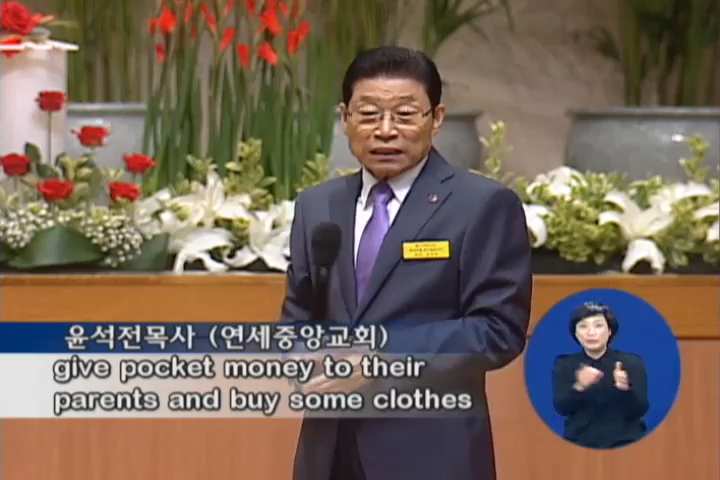 윤석전목사 (연세중앙교회)
give pocket money to their
parents and buy some clothes